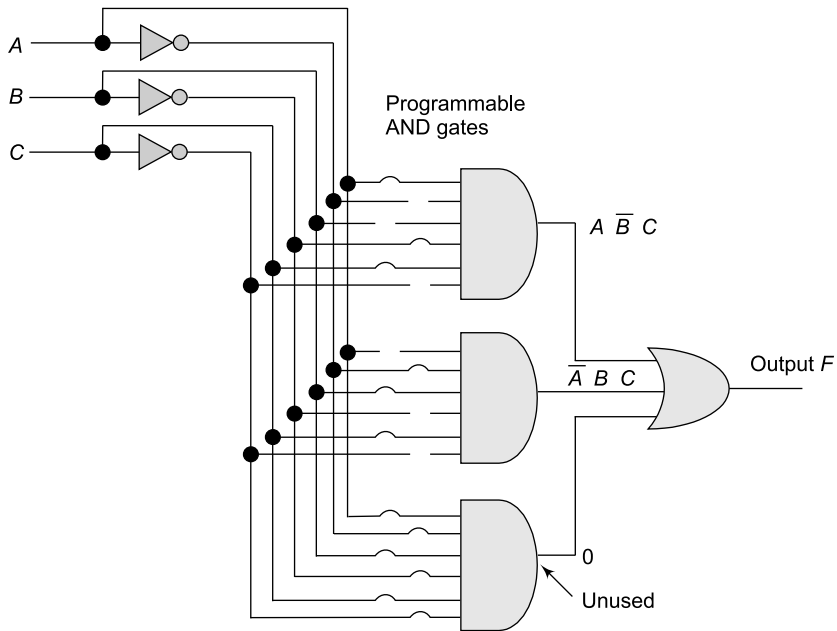 A
B
C
Programmable
AND gates
A B̅ C
A̅ B C
Output F
0
Unused